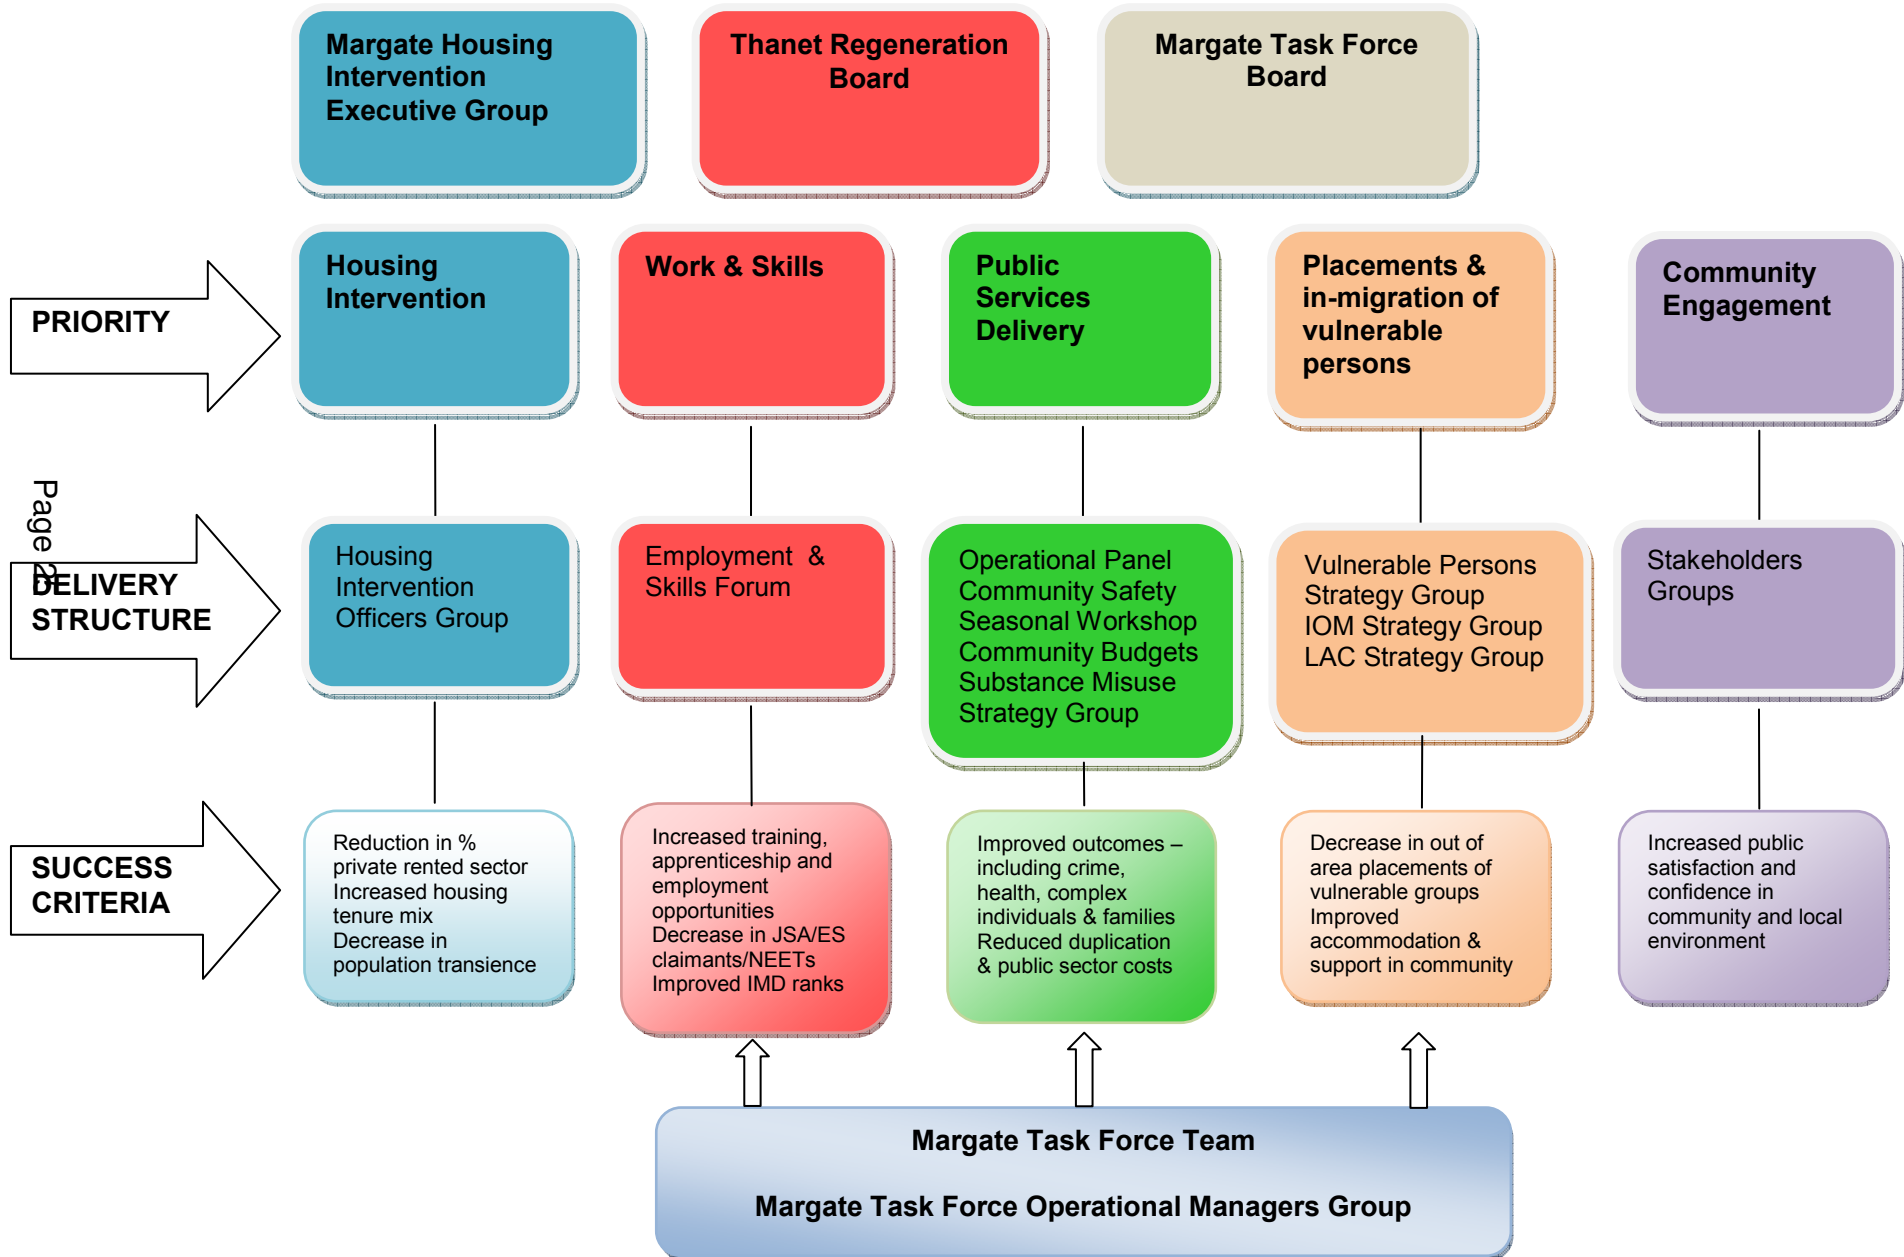 Margate Housing
Intervention
Executive Group
Thanet Regeneration
Board
Margate Task Force
Board
PRIORITY
Housing
Intervention
Work & Skills
Public
Services
Delivery
Placements &
in-migration of
vulnerable
persons
Community
Engagement
Page 2
DELIVERY
STRUCTURE
Housing
Intervention
Officers Group
Employment & 
Skills Forum
Operational Panel
Community Safety
Seasonal Workshop
Community Budgets
Substance Misuse
Strategy Group
Vulnerable Persons
Strategy Group
IOM Strategy Group
LAC Strategy Group
Stakeholders
Groups
SUCCESS
CRITERIA
Reduction in %
private rented sector
Increased housing
tenure mix
Decrease in
population transience
Increased training,
apprenticeship and
employment
opportunities
Decrease in JSA/ES
claimants/NEETs
Improved IMD ranks
Improved outcomes –
including crime,
health, complex
individuals & families
Reduced duplication
& public sector costs
Decrease in out of
area placements of
vulnerable groups
Improved
accommodation &
support in community
Increased public
satisfaction and
confidence in
community and local
environment
Margate Task Force Team
Margate Task Force Operational Managers Group